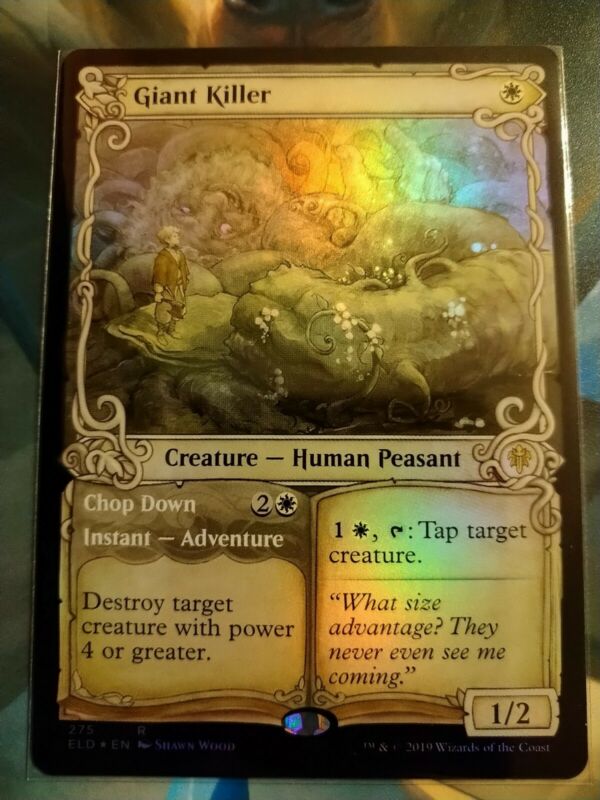 Giant Killer
Creature — Human Peasant
Chop Down 2
Instant — Adventure
Destroy target
creature with power
4 or greater.
1 , : Tap target
creature.
“What size
advantage? They
never even see me
coming.”
1/2
275 R
ELD ★ EN Shawn Wood
™ & © 2019 Wizards of the Coast